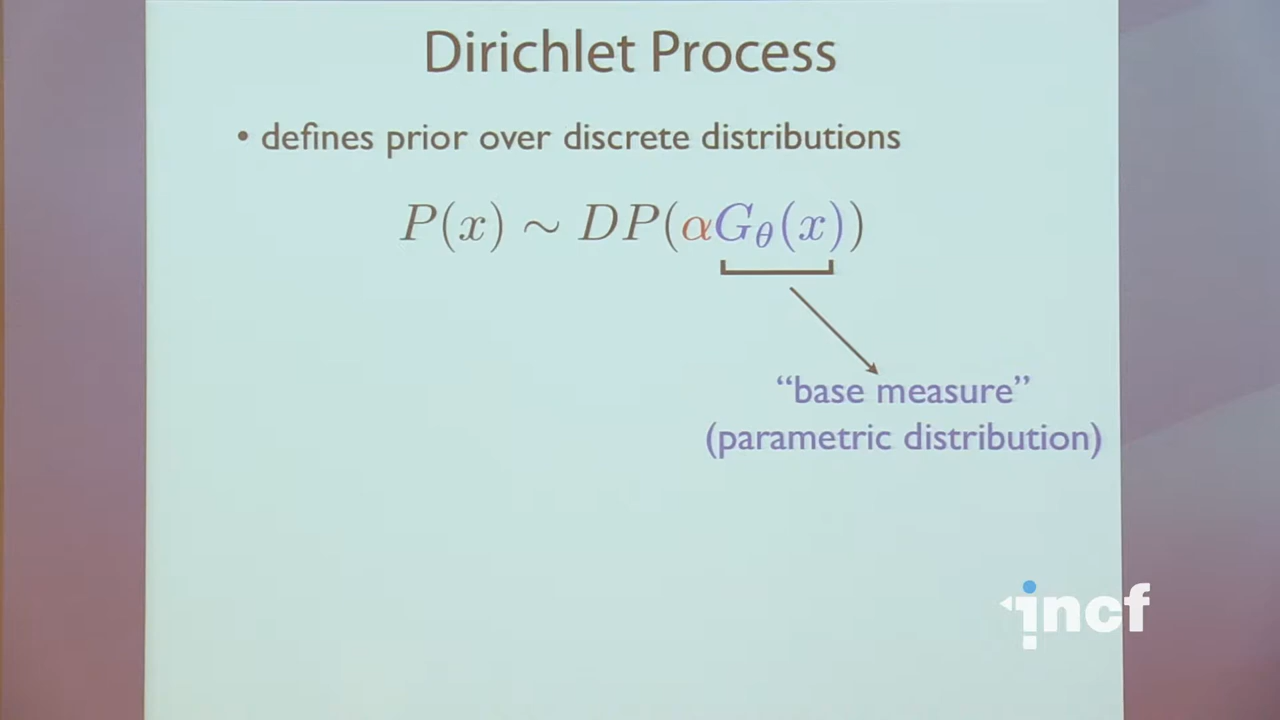 Dirichlet Process
• defines prior over discrete distributions
P(x) ∼ DP(αG_θ(x))
“base measure”
(parametric distribution)
incf